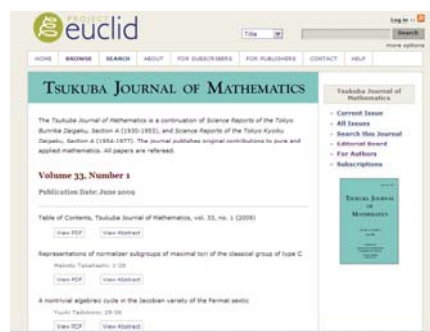 PROJECT
euclid
Log in
Title
Search
more options
HOME BROWSE SEARCH ABOUT FOR SUBSCRIBERS FOR PUBLISHERS CONTACT HELP
TSUKUBA JOURNAL OF MATHEMATICS
The Tsukuba Journal of Mathematics is a continuation of Science Reports of the Tokyo
Bunrika Daigaku, Section A (1930-1953), and Science Reports of the Tokyo Kyoiku
Daigaku, Section A (1954-1977). The journal publishes original contributions to pure and
applied mathematics. All papers are refereed.
Volume 33, Number 1
Publication Date: June 2009
Table of Contents, Tsukuba Journal of Mathematics, vol. 33, no. 1 (2009)
View PDF View Abstract
Representations of normalizer subgroups of maximal tori of the classical group of type C
Makoto Takahashi; 1-28
View PDF View Abstract
A nontrivial algebraic cycle in the Jacobian variety of the Fermat sextic
Yuuki Tadokoro; 29-38
View PDF View Abstract
Tsukuba Journal of
Mathematics
Current Issue
All Issues
Search this Journal
Editorial Board
For Authors
Subscriptions
TSUKUBA JOURNAL
OF
MATHEMATICS